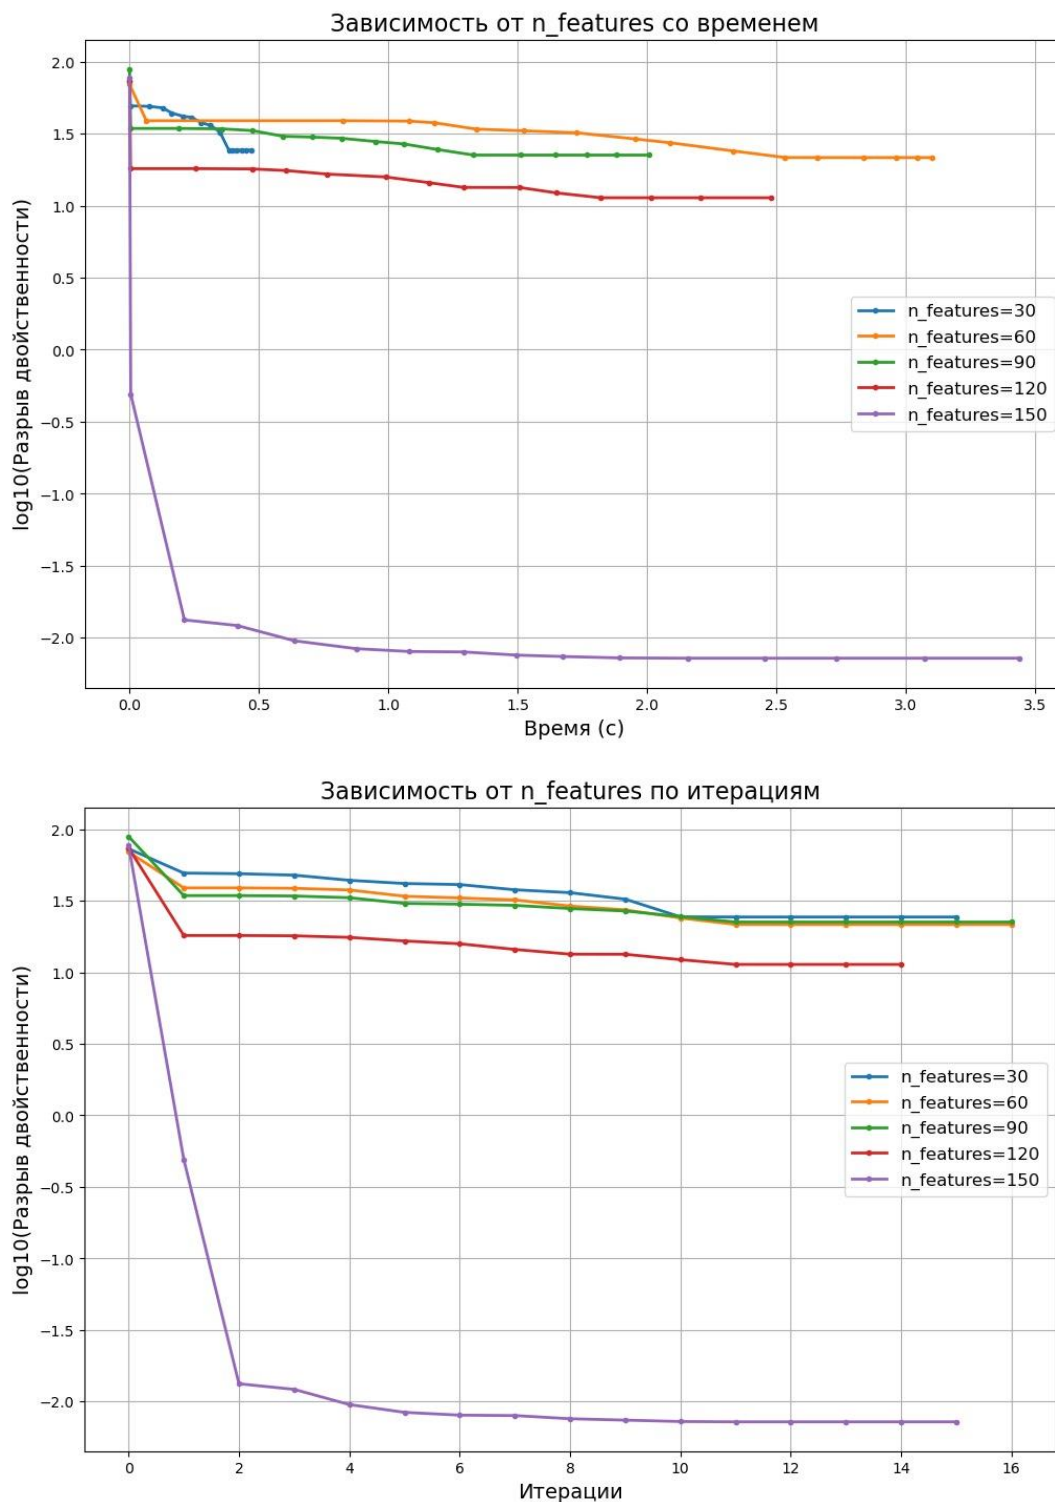 Зависимость от n_features со временем
log10(Разрыв двойственности)
2.0
1.5
1.0
0.5
0.0
−0.5
−1.0
−1.5
−2.0
n_features=30
n_features=60
n_features=90
n_features=120
n_features=150
0.0 0.5 1.0 1.5 2.0 2.5 3.0 3.5
Время (с)
Зависимость от n_features по итерациям
log10(Разрыв двойственности)
2.0
1.5
1.0
0.5
0.0
−0.5
−1.0
−1.5
−2.0
n_features=30
n_features=60
n_features=90
n_features=120
n_features=150
0 2 4 6 8 10 12 14 16
Итерации